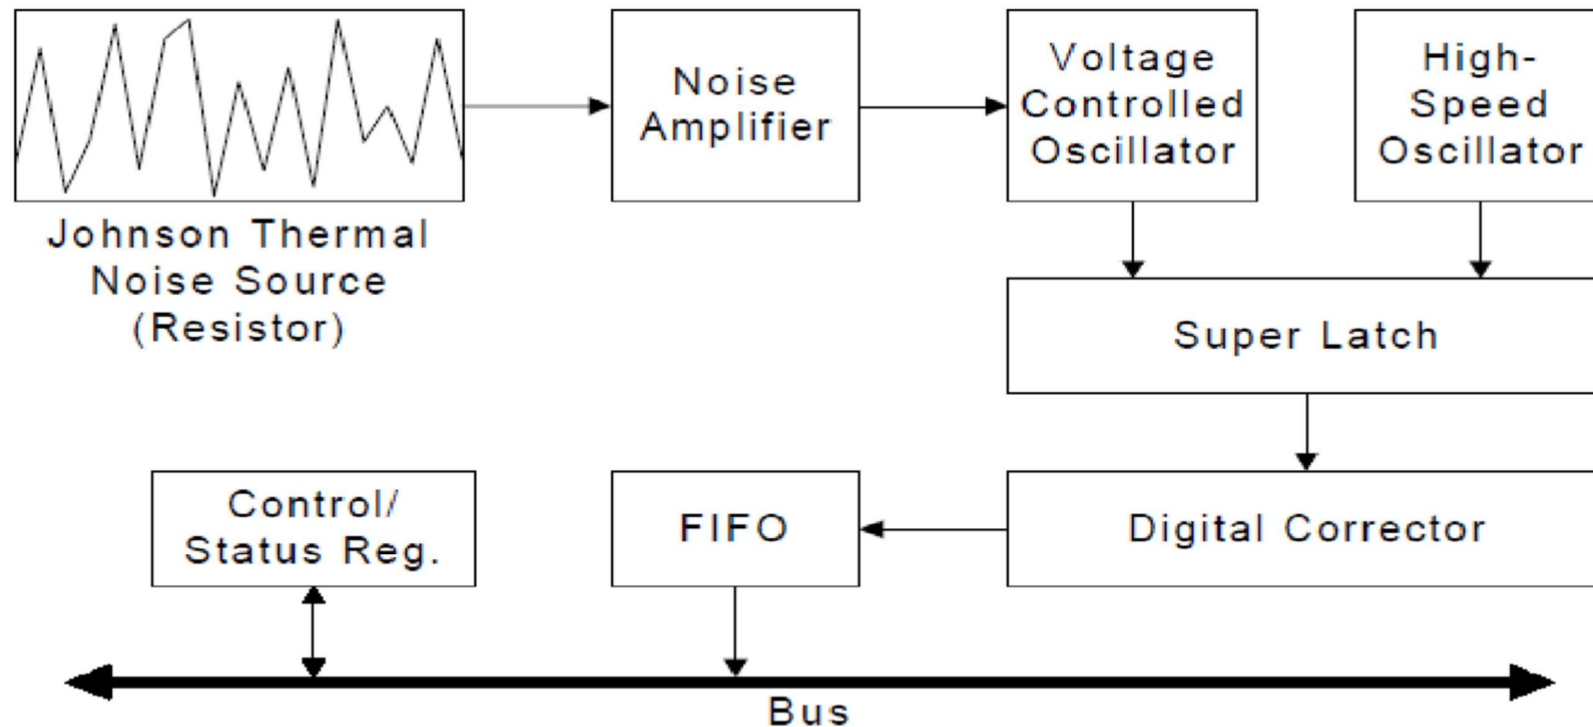 Johnson Thermal
Noise Source
(Resistor)
Noise
Amplifier
Voltage
Controlled
Oscillator
High-
Speed
Oscillator
Super Latch
Control/
Status Reg.
FIFO
Digital Corrector
Bus